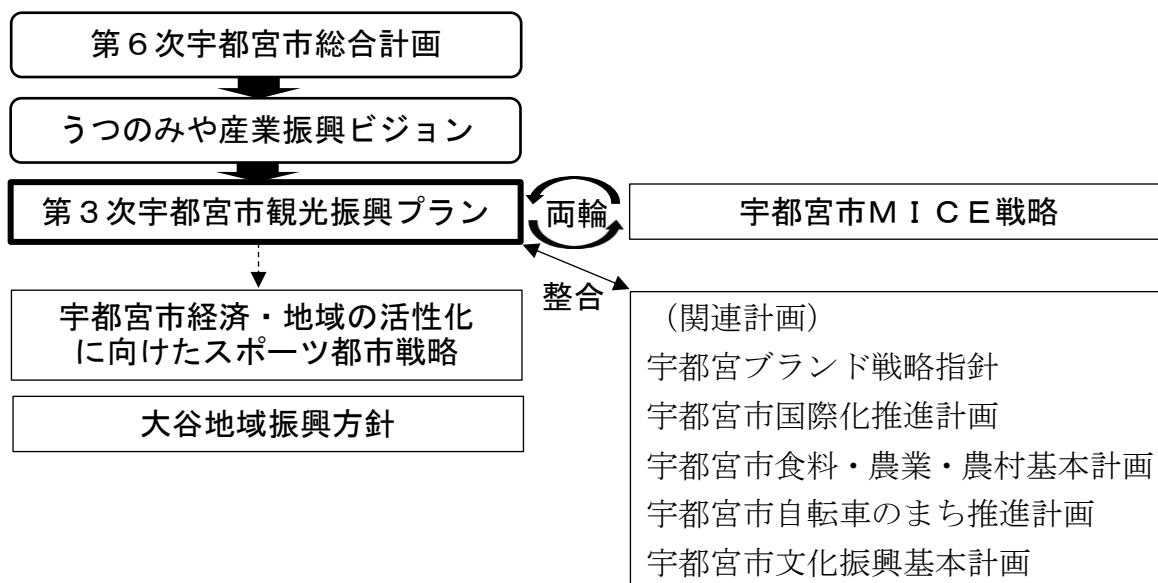 第６次宇都宮市総合計画
うつのみや産業振興ビジョン
第３次宇都宮市観光振興プラン
両輪
宇都宮市ＭＩＣＥ戦略
整合
宇都宮市経済・地域の活性化
に向けたスポーツ都市戦略
大谷地域振興方針
（関連計画）
宇都宮ブランド戦略指針
宇都宮市国際化推進計画
宇都宮市食料・農業・農村基本計画
宇都宮市自転車のまち推進計画
宇都宮市文化振興基本計画